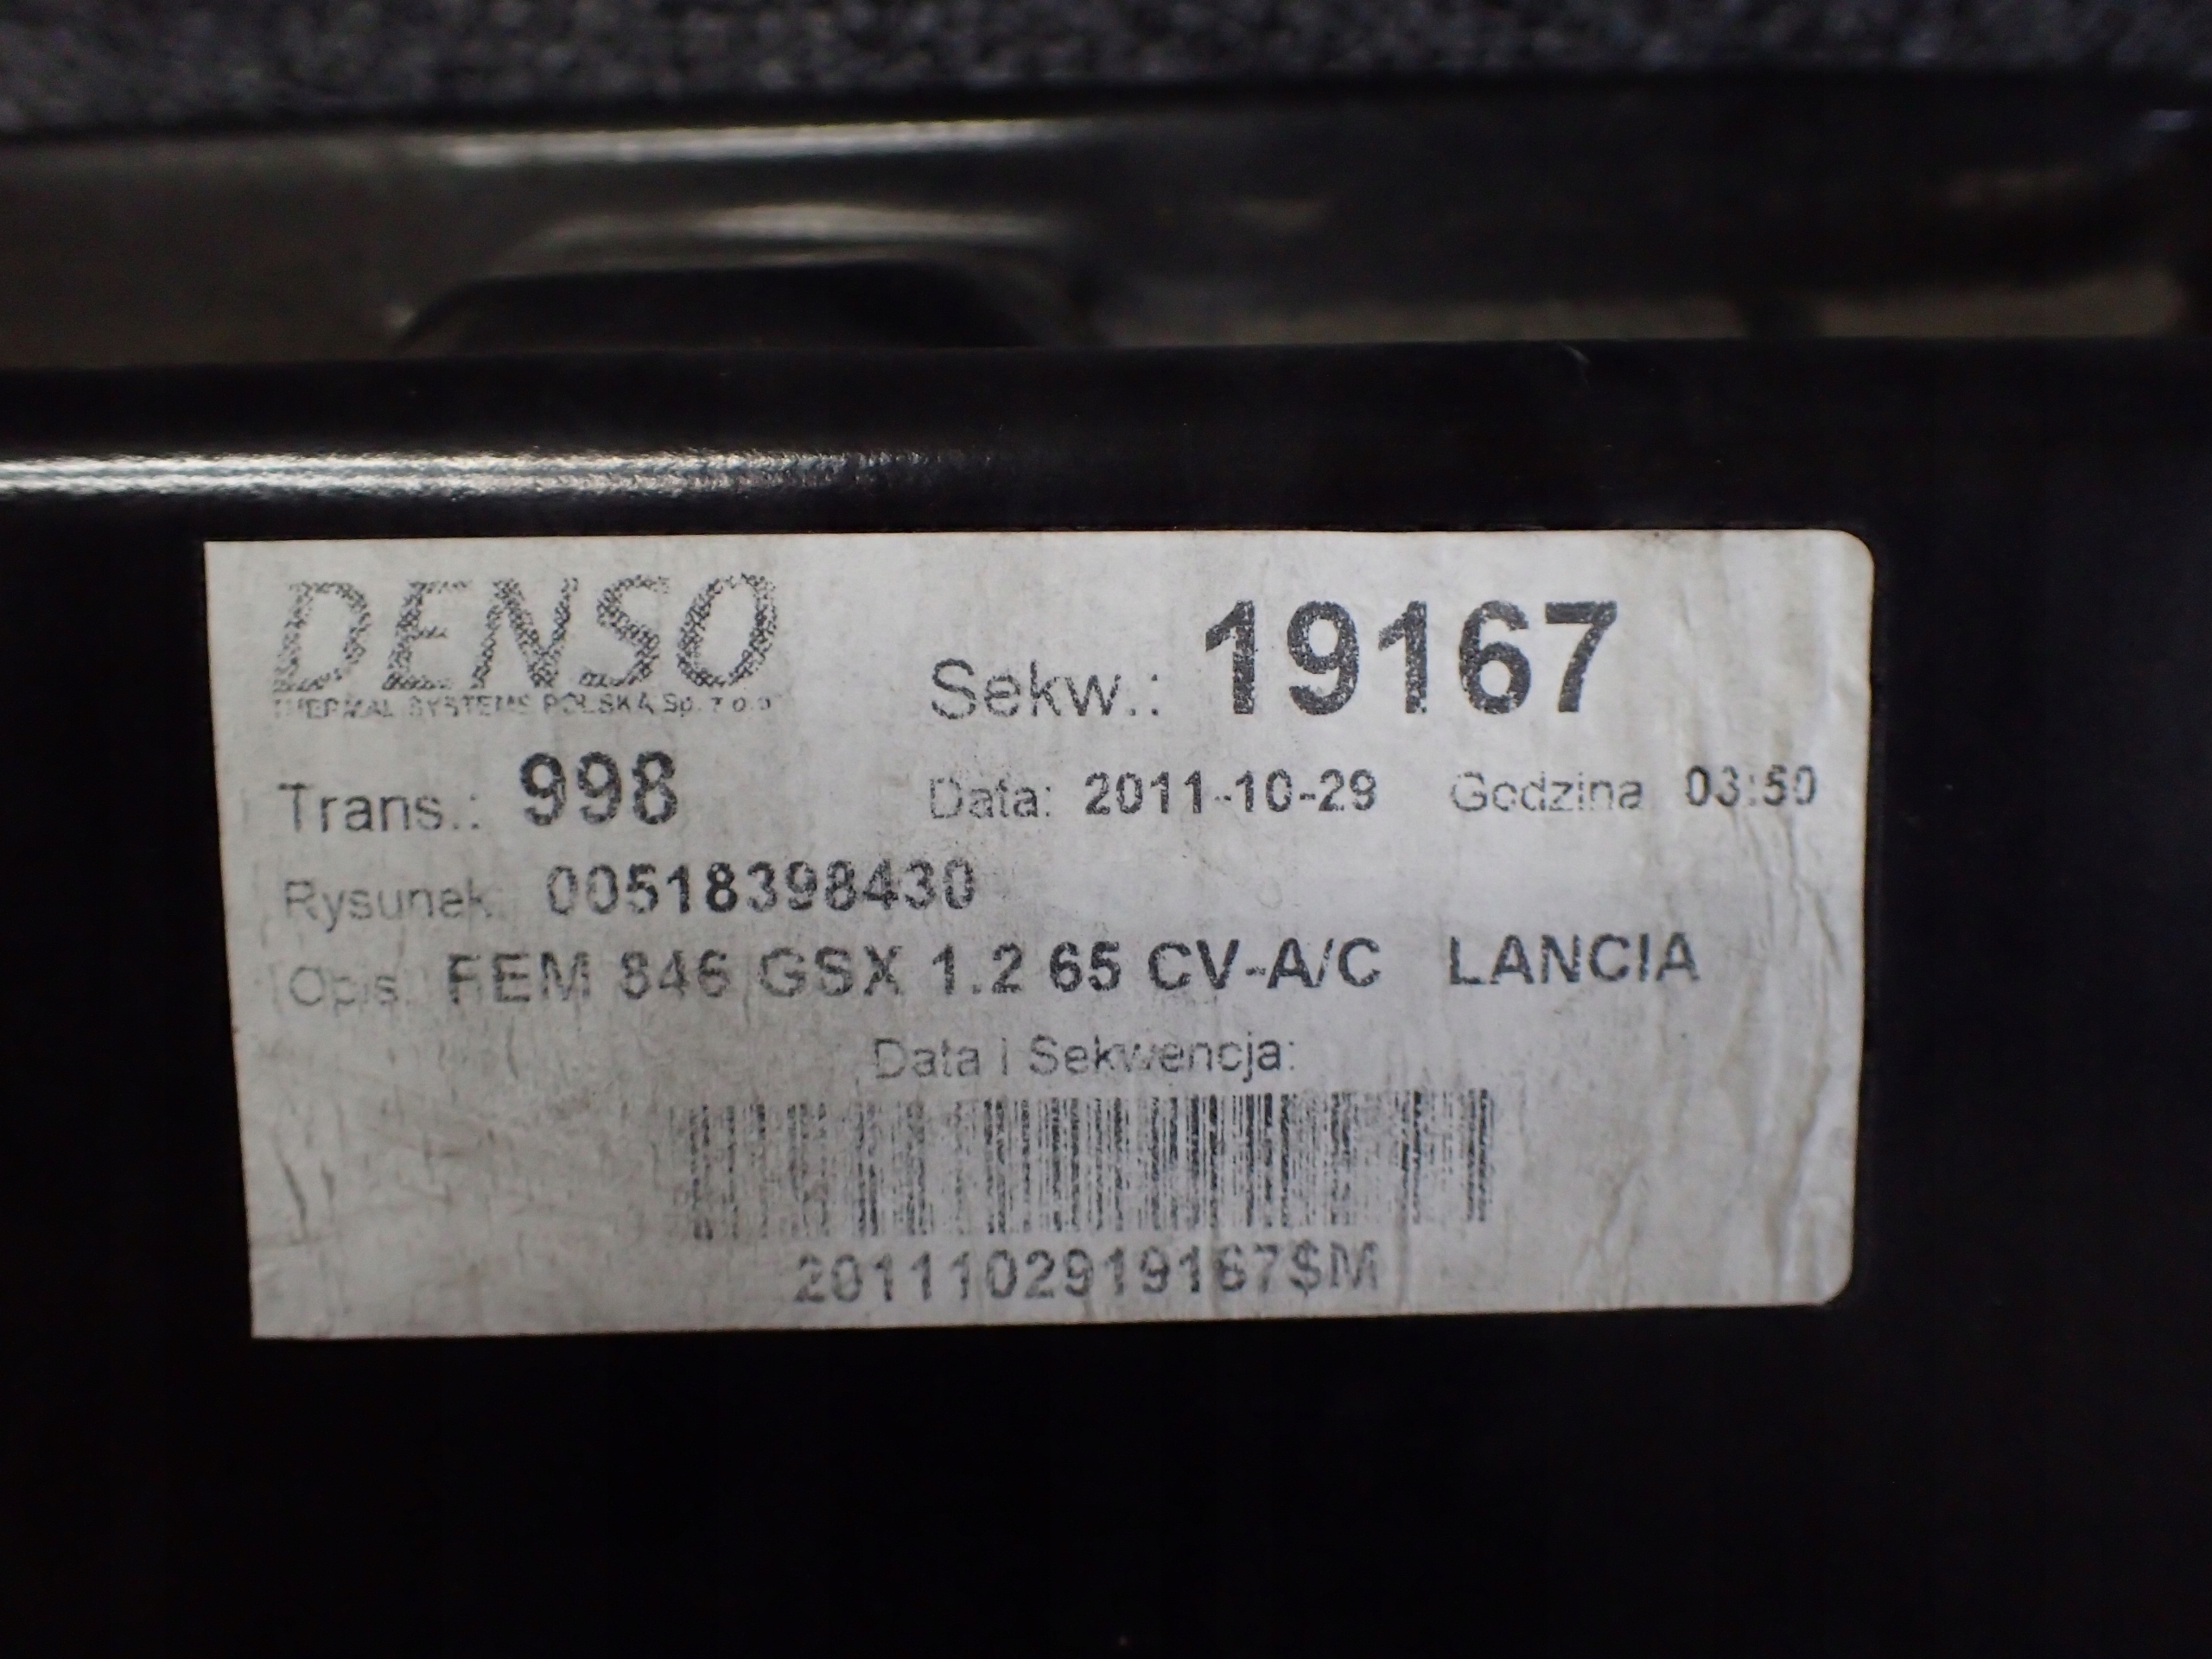 DENSO
THERMAL SYSTEMS POLSKA Sp. z o.o
Sekw.: 19167
Trans.: 998
Data: 2011-10-29 Godzina 03:50
Rysunek: 00518398430
Opis: FEM 846 GSX 1.2 65 CV-A/C LANCIA
Data i Sekwencja:
2011102919167$M